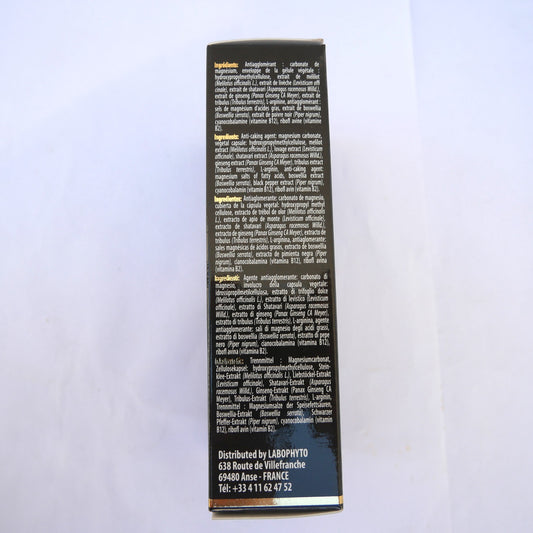 Ingrédients: Antiagglomérant : carbonate de
magnésium, enveloppe de la gélule végétale :
hydroxypropylméthylcellulose, extrait de mélilot
(Melilotus officinalis L.), extrait de livèche (Levisticum off
icinale), extrait de shatavari (Asparagus racemosus Willd.),
extrait de ginseng (Panax Ginseng CA Meyer), extrait de
tribulus (Tribulus terrestris), L-arginine, antiagglomérant :
sels de magnésium d'acides gras, extrait de boswellia
(Boswellia serrata), extrait de poivre noir (Piper nigrum),
cyanocobalamine (vitamine B12), ribofl avine (vitamine
B2).
Ingredients: Anti-caking agent: magnesium carbonate,
vegetal capsule: hydroxypropylmethylcellulose, melilot
extract (Melilotus officinalis L.), lovage extract (Levisticum
officinale), shatavari extract (Asparagus racemosus Willd.),
ginseng extract (Panax Ginseng CA Meyer), tribulus extract
(Tribulus terrestris), L-arginin, anti-caking agent:
magnesium salts of fatty acids, boswellia extract
(Boswellia serrata), black pepper extract (Piper nigrum),
cyanocobalamin (vitamin B12), ribofl avin (vitamin B2).
Ingredientes: Antiaglomerante: carbonato de magnesio,
cubierta de la cápsula vegetal: hydroxypropyl methyl
cellulose, extracto de trébol de olor (Melilotus officinalis
L.), extracto de apio de monte (Levisticum officinale),
extracto de shatavari (Asparagus racemosus Willd.),
extracto de ginseng (Panax Ginseng CA Meyer), extracto de
tribulus (Tribulus terrestris), L-arginina, antiaglomerante:
sales magnésicas de ácidos grasos, extracto de boswellia
(Boswellia serrata), extracto de pimienta negra (Piper
nigrum), cianocobalamina (vitamina B12), riboflavina
(vitamina B2).
Ingredienti: Agente antiagglomerante: carbonato di
magnesio, involucro della capsula vegetale:
idrossipropilmetilcellulosa, estratto di trifoglio dolce
(Melilotus officinalis L.), estratto di levistico (Levisticum
officinale), estratto di Shatavari (Asparagus racemosus
Willd.), estratto di ginseng (Panax Ginseng CA Meyer),
estratto di tribulus (Tribulus terrestris), L-arginina, agente
antiagglomerante: sali di magnesio degli acidi grassi,
estratto di boswellia (Boswellia serrata), estratto di pepe
nero (Piper nigrum), cianocobalamina (vitamina B12),
ribofl avina (vitamina B2).
Trennmittel : Magnesiumcarbonat,
Zellulosekapsel: hydroxypropylmethylcellulose, Stein-
klee-Extrakt (Melilotus officinalis L.), Liebstöckel-Extrakt
(Levisticum officinale), Shatavari-Extrakt (Asparagus
racemosus Willd.), Ginseng-Extrakt (Panax Ginseng CA
Meyer), Tribulus-Extrakt (Tribulus terrestris), L-Arginin,
Trennmittel : Magnesiumsalze der Speisefettsäuren,
Boswellia-Extrakt (Boswellia serrata), Schwarzer
Pfeffer-Extrakt (Piper nigrum), cyanocobalamin (vitamin
B12), ribofl avin (vitamin B2).
Distributed by LABOPHYTO
638 Route de Villefranche
69480 Anse - FRANCE
Tél: +33 4 11 62 47 52